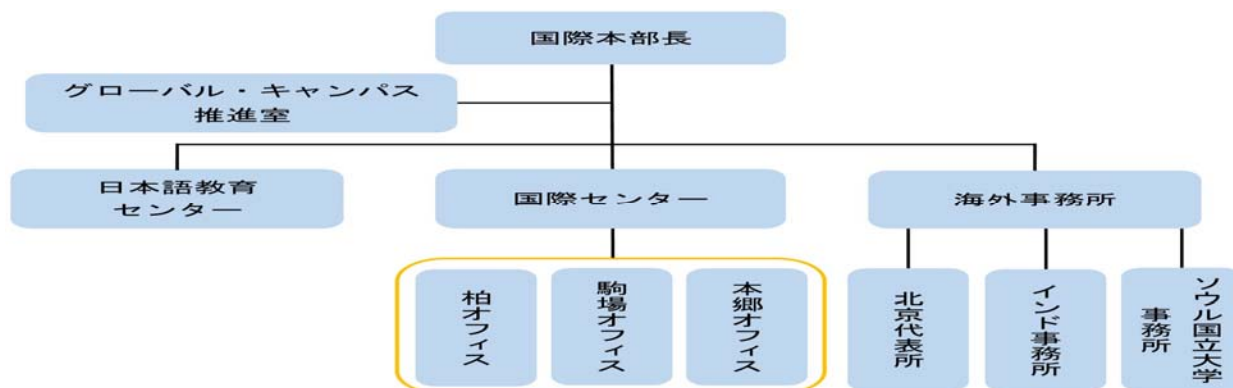 国際本部長
グローバル・キャンパス
推進室
日本語教育
センター
国際センター
海外事務所
柏オフィス
駒場オフィス
本郷オフィス
北京代表所
インド事務所
ソウル国立大学
事務所